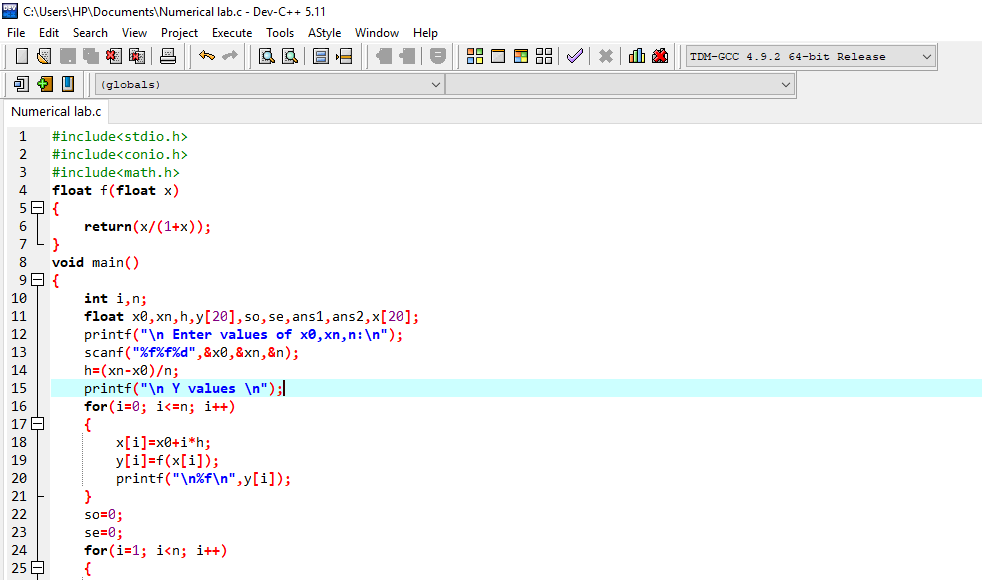 C:\Users\HP\Documents\Numerical lab.c - Dev-C++ 5.11
File Edit Search View Project Execute Tools AStyle Window Help
TDM-GCC 4.9.2 64-bit Release
(globals)
Numerical lab.c
1 #include<stdio.h>
2 #include<conio.h>
3 #include<math.h>
4 float f(float x)
5 {
6 return(x/(1+x));
7 }
8 void main()
9 {
10 int i,n;
11 float x0,xn,h,y[20],so,se,ans1,ans2,x[20];
12 printf("\n Enter values of x0,xn,n:\n");
13 scanf("%f%f%d",&x0,&xn,&n);
14 h=(xn-x0)/n;
15 printf("\n Y values \n");
16 for(i=0; i<=n; i++)
17 {
18 x[i]=x0+i*h;
19 y[i]=f(x[i]);
20 printf("\n%f\n",y[i]);
21 }
22 so=0;
23 se=0;
24 for(i=1; i<n; i++)
25 {